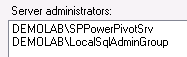 Server administrators:
DEMOLAB\SPPowerPivotSrv
DEMOLAB\LocalSqlAdminGroup